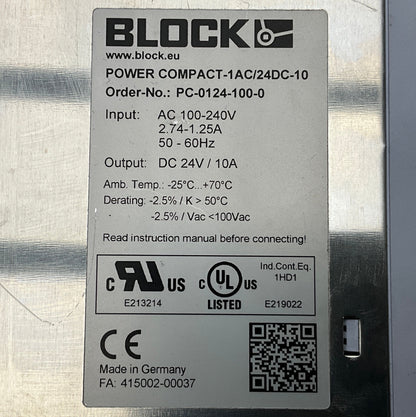 BLOCK
www.block.eu
POWER COMPACT-1AC/24DC-10
Order-No.: PC-0124-100-0
Input: AC 100-240V
2.74-1.25A
50 - 60Hz
Output: DC 24V / 10A
Amb. Temp.: -25°C...+70°C
Derating: -2.5% / K > 50°C
-2.5% / Vac <100Vac
Read instruction manual before connecting!
c RU US
E213214
c UL US
LISTED
Ind.Cont.Eq.
1HD1
E219022
CE
Made in Germany
FA: 415002-00037